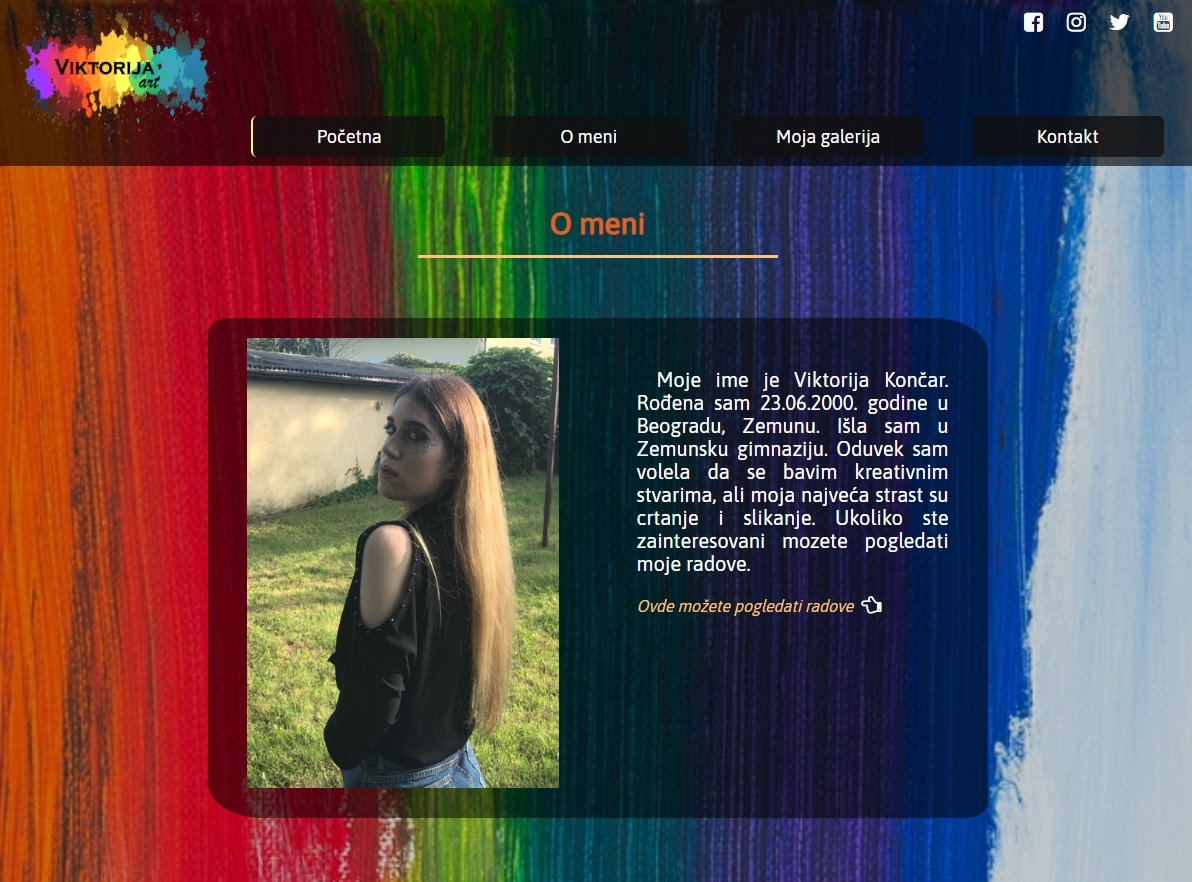 VIKTORIJA
art
Početna
O meni
Moja galerija
Kontakt
O meni
Moje ime je Viktorija Končar.
Rođena sam 23.06.2000. godine u
Beogradu, Zemunu. Išla sam u
Zemunsku gimnaziju. Oduvek sam
volela da se bavim kreativnim
stvarima, ali moja najveća strast su
crtanje i slikanje. Ukoliko ste
zainteresovani mozete pogledati
moje radove.
Ovde možete pogledati radove